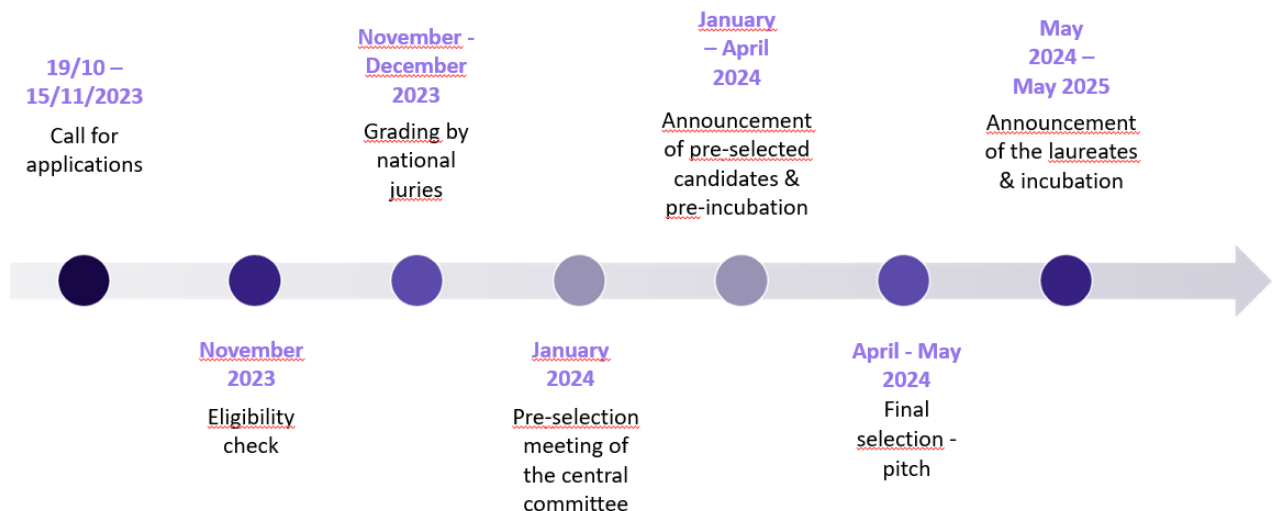 19/10 –
15/11/2023
Call for
applications
November
2023
Eligibility
check
November -
December
2023
Grading by
national
juries
January
2024
Pre-selection
meeting of
the central
committee
January
– April
2024
Announcement
of pre-selected
candidates &
pre-incubation
April - May
2024
Final
selection -
pitch
May
2024 –
May 2025
Announcement
of the laureates
& incubation